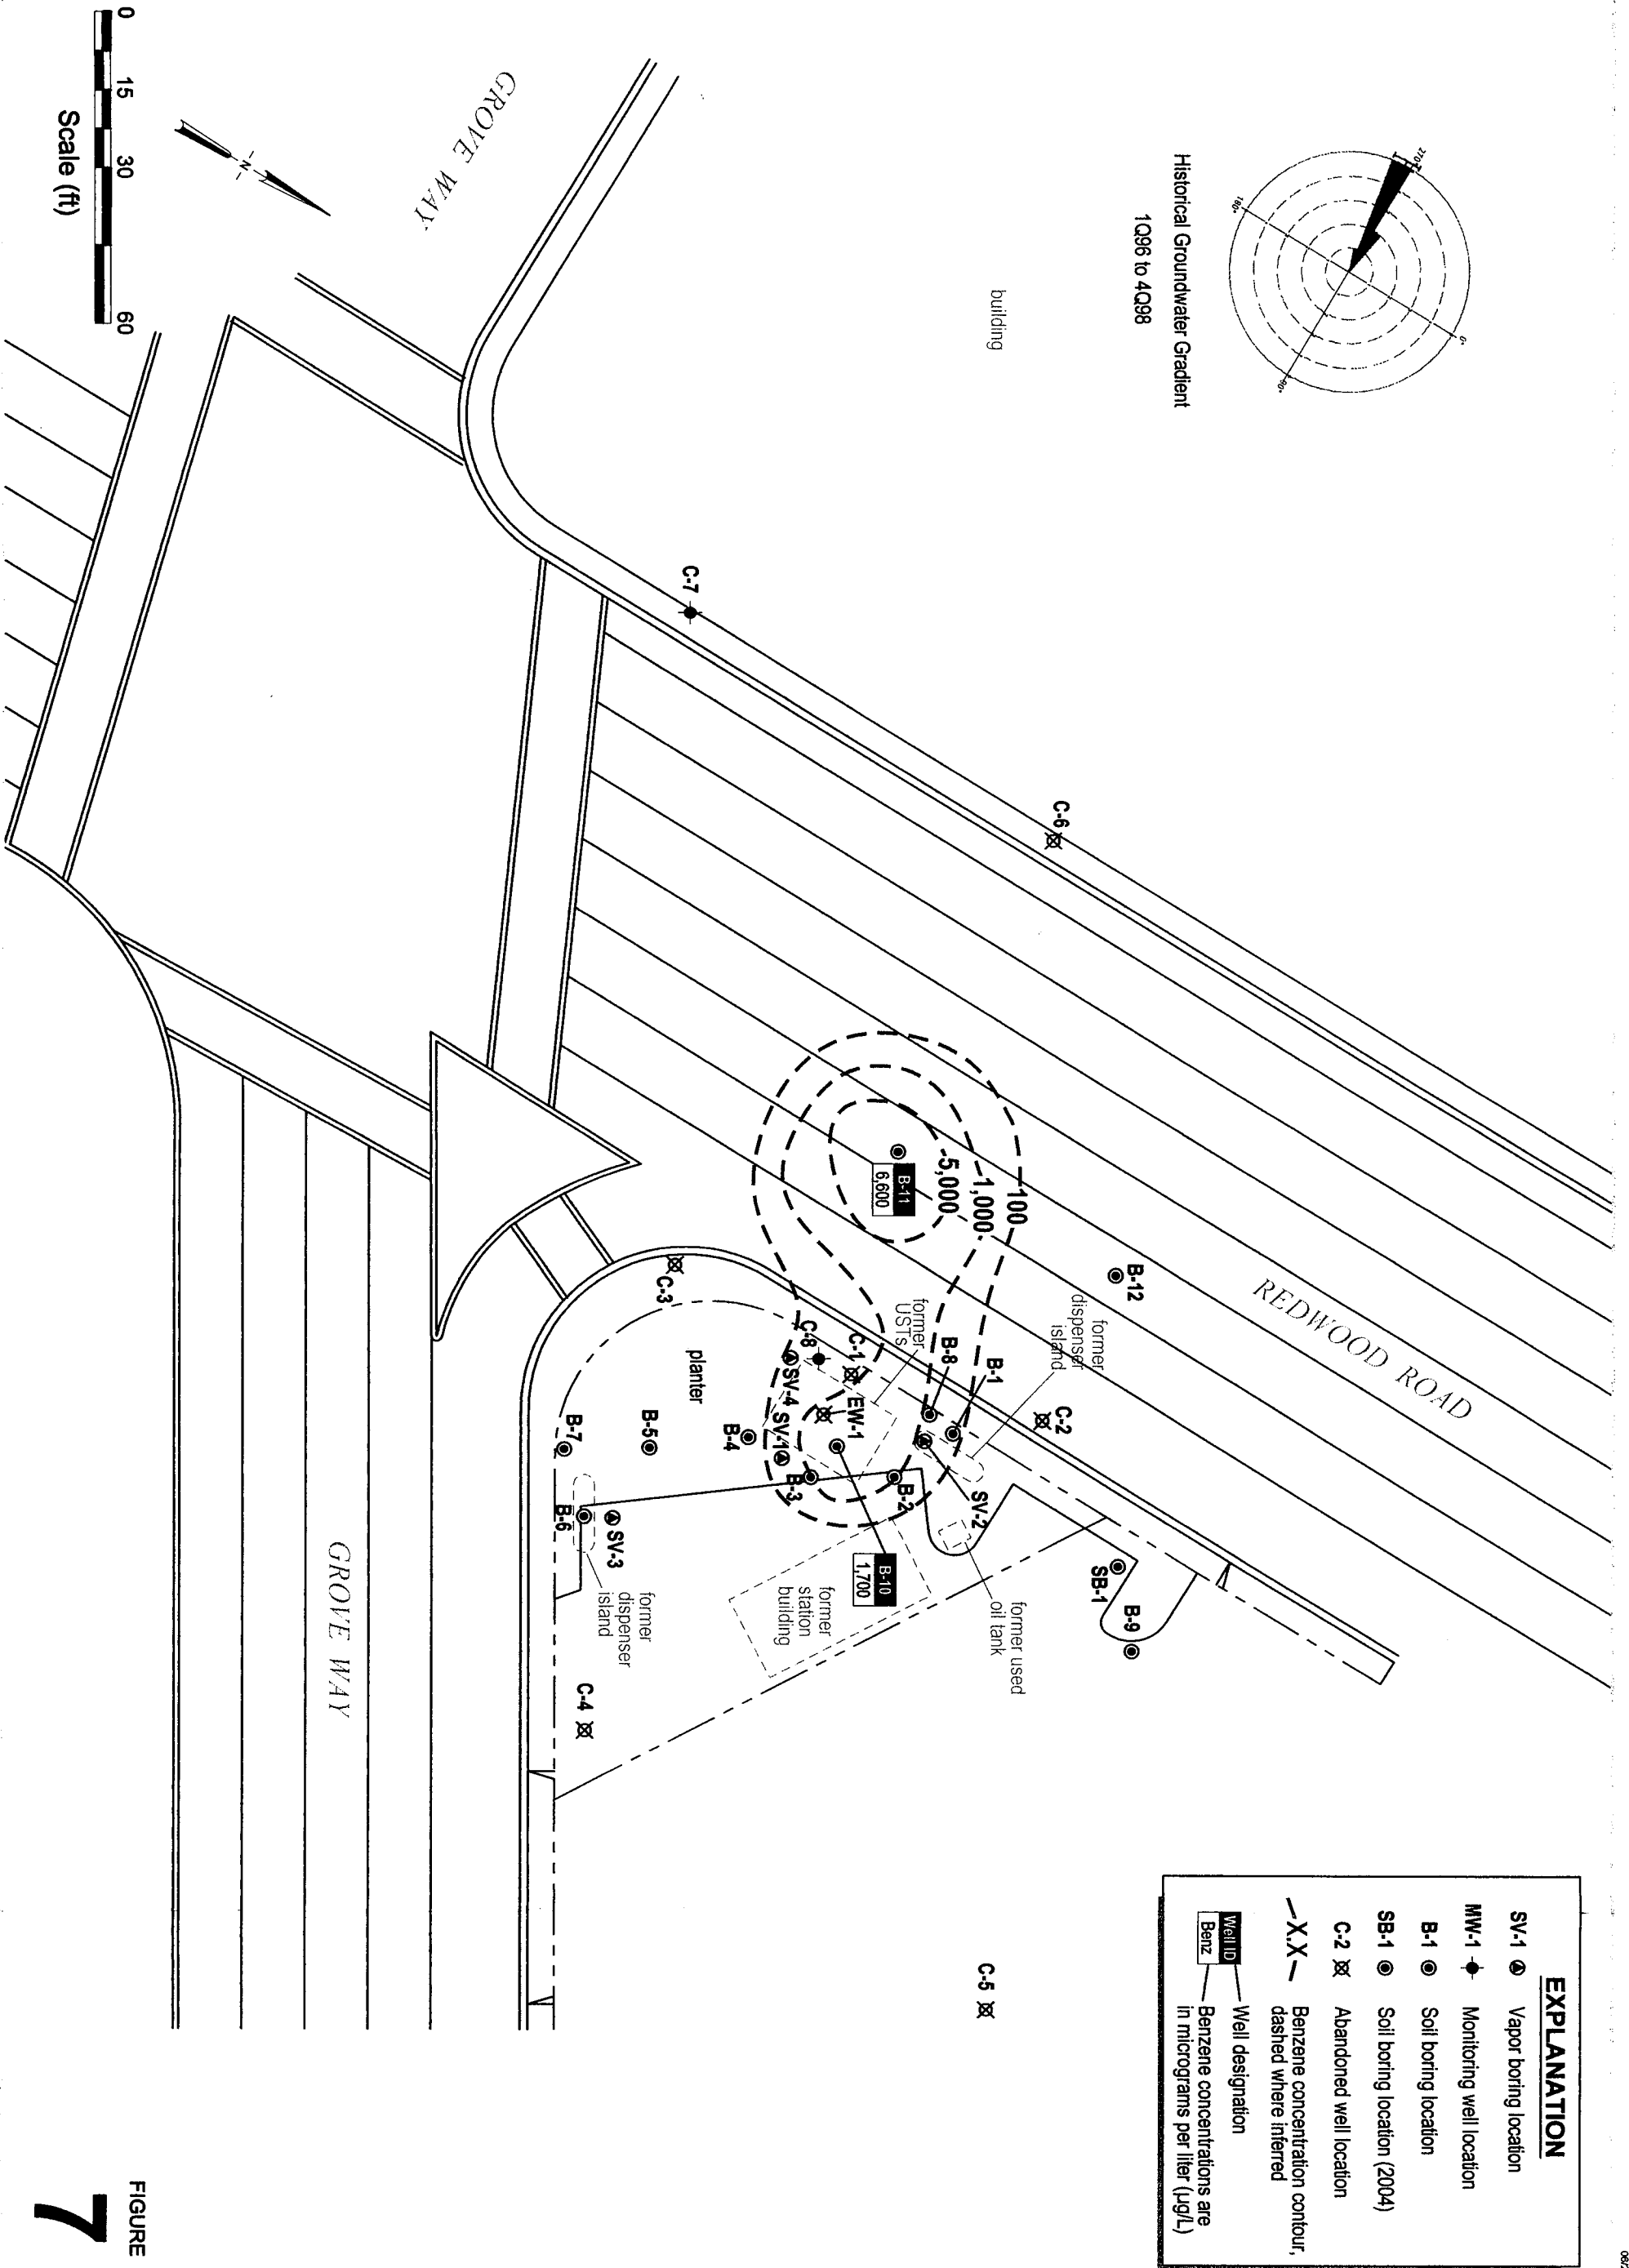 EXPLANATION
SV-1 Vapor boring location
MW-1 Monitoring well location
B-1 Soil boring location
SB-1 Soil boring location (2004)
C-2 Abandoned well location
X.X Benzene concentration contour,
dashed where inferred
Well ID Well designation
Benz Benzene concentrations are
in micrograms per liter (µg/L)
270°
0°
180°
90°
Historical Groundwater Gradient
1Q96 to 4Q98
building
REDWOOD ROAD
C-6
C-7
B-12
C-2
SB-1
B-9
former
dispenser
island
B-1
B-8
former
USTs
100
1,000
5,000
B-11
6,600
SV-2
former used
oil tank
C-5
B-2
C-1
EW-1
C-8
SV-4
SV-1
B-3
B-4
B-10
1,700
former
station
building
planter
C-3
B-5
B-7
B-6
SV-3
former
dispenser
island
C-4
GROVE WAY
GROVE WAY
N
0 15 30 60
Scale (ft)
FIGURE
7